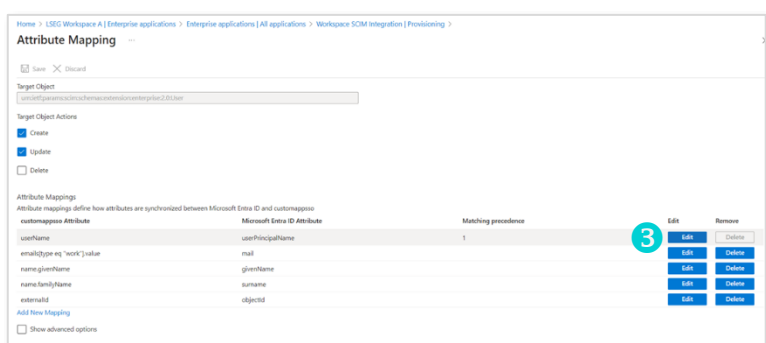 Home > LSEG Workspace A | Enterprise applications > Enterprise applications | All applications > Workspace SCIM Integration | Provisioning >
Attribute Mapping ...
Save Discard
Target Object
urn:ietf:params:scim:schemas:extension:enterprise:2.0:User
Target Object Actions
Create
Update
Delete
Attribute Mappings
Attribute mappings define how attributes are synchronized between Microsoft Entra ID and customappsso
customappsso Attribute Microsoft Entra ID Attribute Matching precedence Edit Remove
userName userPrincipalName 1 3 Edit Delete
emails[type eq "work"].value mail Edit Delete
name.givenName givenName Edit Delete
name.familyName surname Edit Delete
externalId objectId Edit Delete
Add New Mapping
Show advanced options